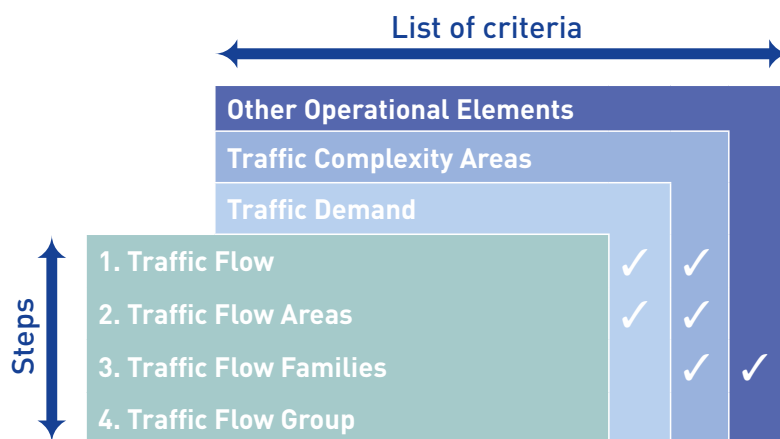 List of criteria
Other Operational Elements
Traffic Complexity Areas
Traffic Demand
Steps
1. Traffic Flow ✓ ✓
2. Traffic Flow Areas ✓ ✓
3. Traffic Flow Families ✓ ✓
4. Traffic Flow Group